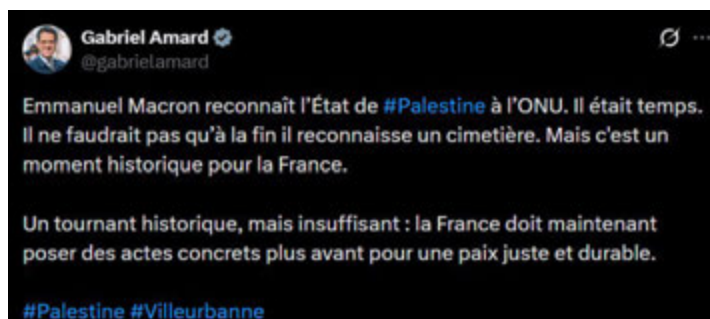 Gabriel Amard
@gabrielamard
Emmanuel Macron reconnaît l'État de #Palestine à l'ONU. Il était temps.
Il ne faudrait pas qu'à la fin il reconnaisse un cimetière. Mais c'est un
moment historique pour la France.
Un tournant historique, mais insuffisant : la France doit maintenant
poser des actes concrets plus avant pour une paix juste et durable.
#Palestine #Villeurbanne